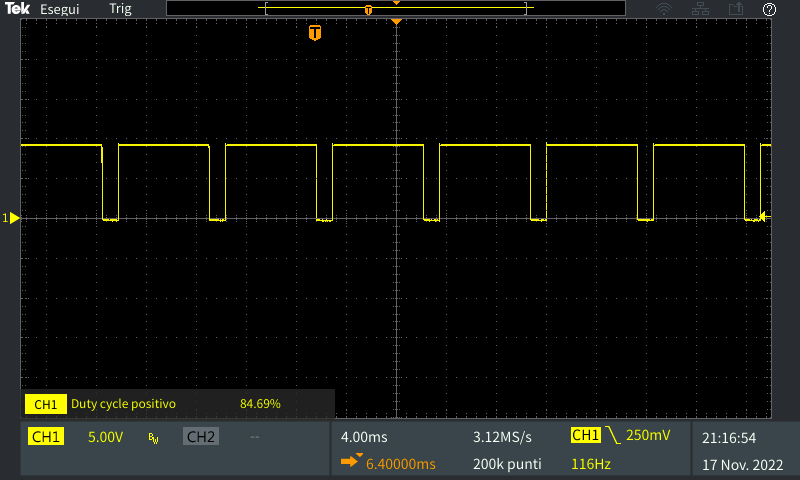 Tek Esegui Trig
T
T
1
CH1 Duty cycle positivo 84.69%
CH1 5.00V BW CH2 -- 4.00ms 3.12MS/s CH1 250mV 21:16:54
6.40000ms 200k punti 116Hz 17 Nov. 2022